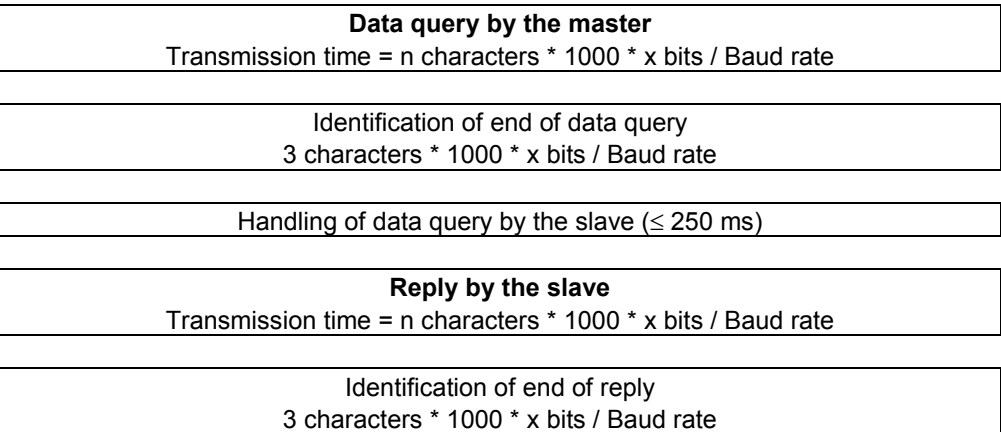 Data query by the master
Transmission time = n characters * 1000 * x bits / Baud rate
Identification of end of data query
3 characters * 1000 * x bits / Baud rate
Handling of data query by the slave (≤ 250 ms)
Reply by the slave
Transmission time = n characters * 1000 * x bits / Baud rate
Identification of end of reply
3 characters * 1000 * x bits / Baud rate